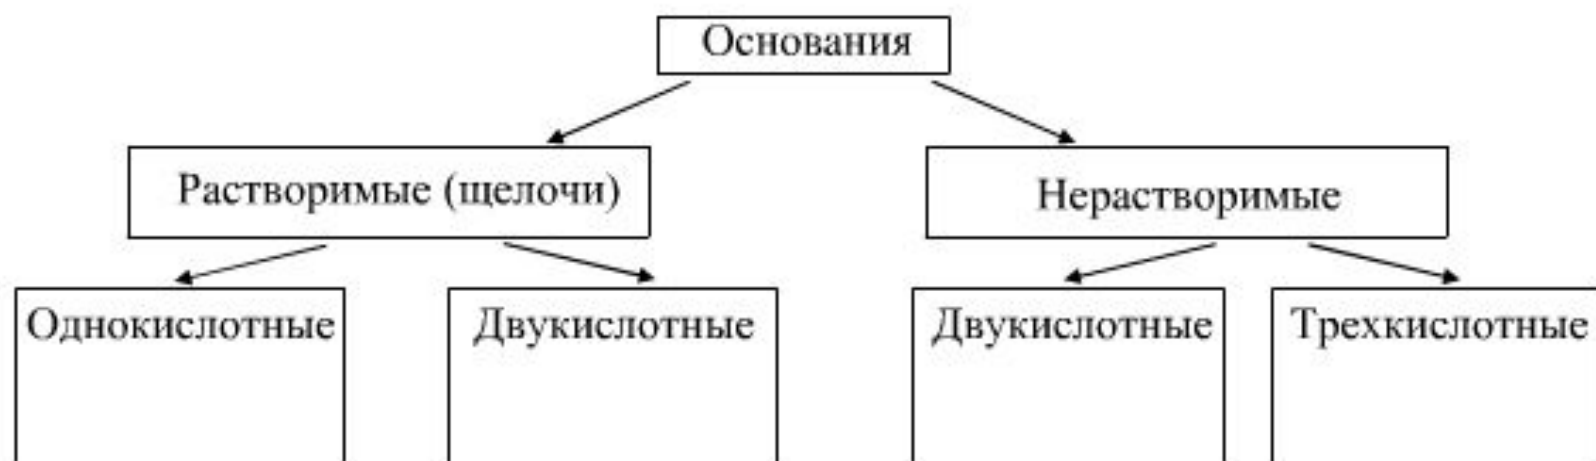 Основания
Растворимые (щелочи)
Нерастворимые
Однокислотные
Двукислотные
Двукислотные
Трехкислотные